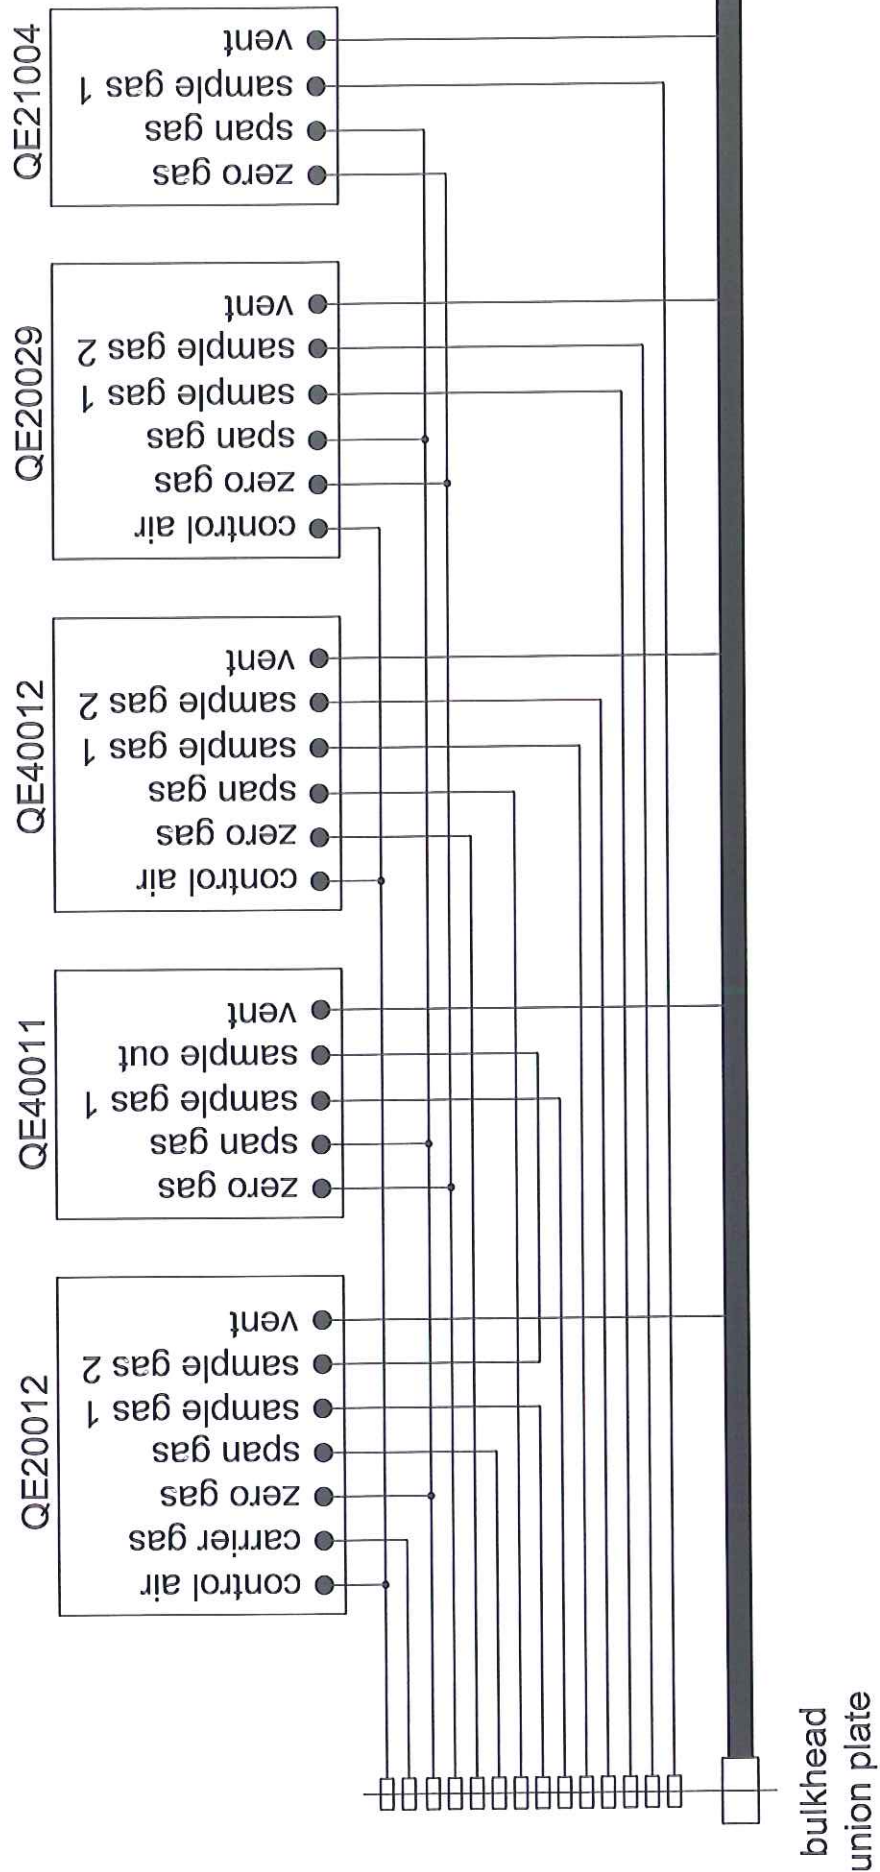 QE21004
vent
sample gas 1
span gas
zero gas
QE20029
vent
sample gas 2
sample gas 1
span gas
zero gas
control air
QE40012
vent
sample gas 2
sample gas 1
span gas
zero gas
control air
QE40011
vent
sample out
sample gas 1
span gas
zero gas
QE20012
vent
sample gas 2
sample gas 1
span gas
zero gas
carrier gas
control air
bulkhead
union plate